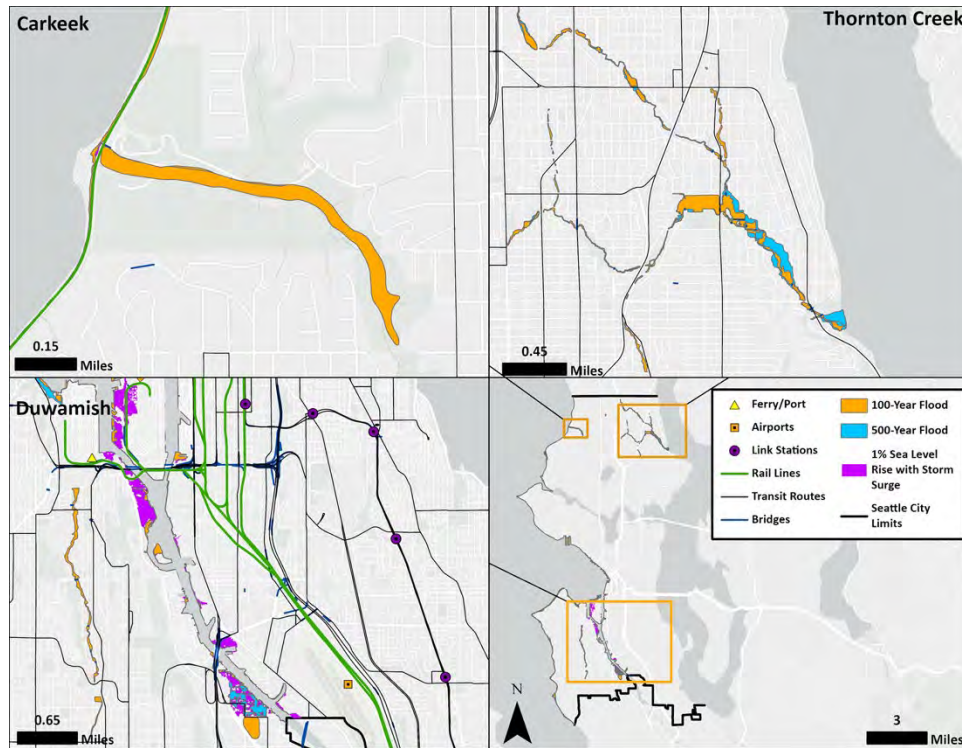 Carkeek
Thornton Creek
0.15
Miles
0.45
Miles
Duwamish
0.65
Miles
Ferry/Port
Airports
Link Stations
Rail Lines
Transit Routes
Bridges
100-Year Flood
500-Year Flood
1% Sea Level
Rise with Storm
Surge
Seattle City
Limits
N
3
Miles